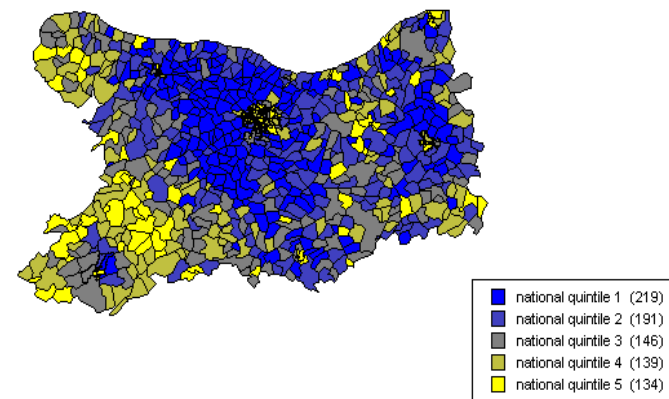 national quintile 1 (219)
national quintile 2 (191)
national quintile 3 (146)
national quintile 4 (139)
national quintile 5 (134)